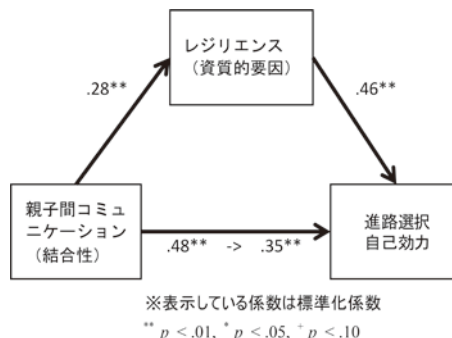 レジリエンス
（資質的要因）
.28**
.46**
親子間コミュ
ニケーション
（結合性）
.48** -> .35**
進路選択
自己効力
※表示している係数は標準化係数
** p < .01, * p < .05, + p < .10